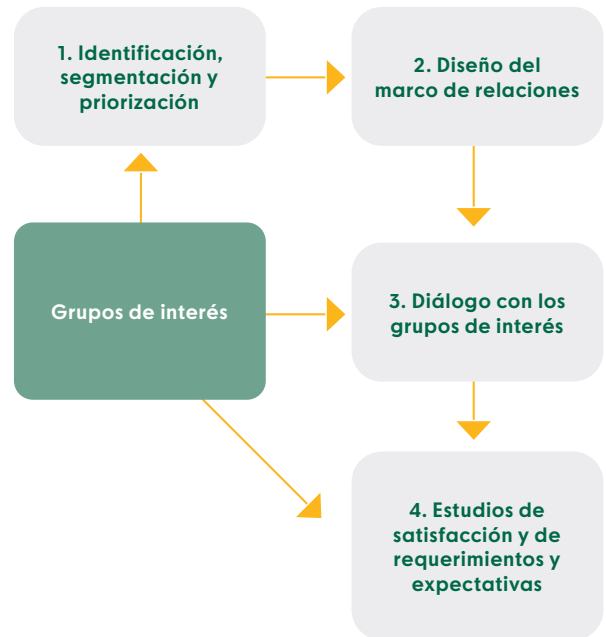 1. Identificación,
segmentación y
priorización
2. Diseño del
marco de relaciones
Grupos de interés
3. Diálogo con los
grupos de interés
4. Estudios de
satisfacción y de
requerimientos y
expectativas